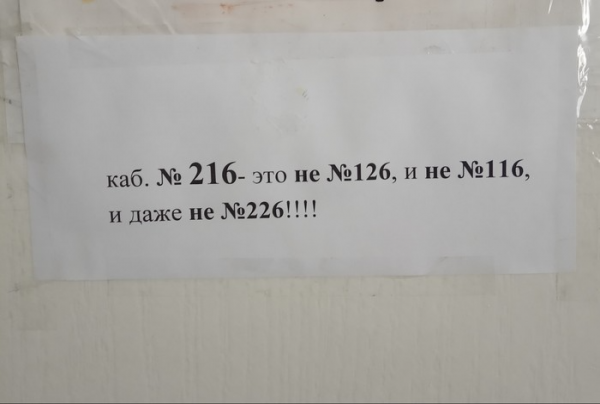 каб. № 216- это не №126, и не №116,
и даже не №226!!!!